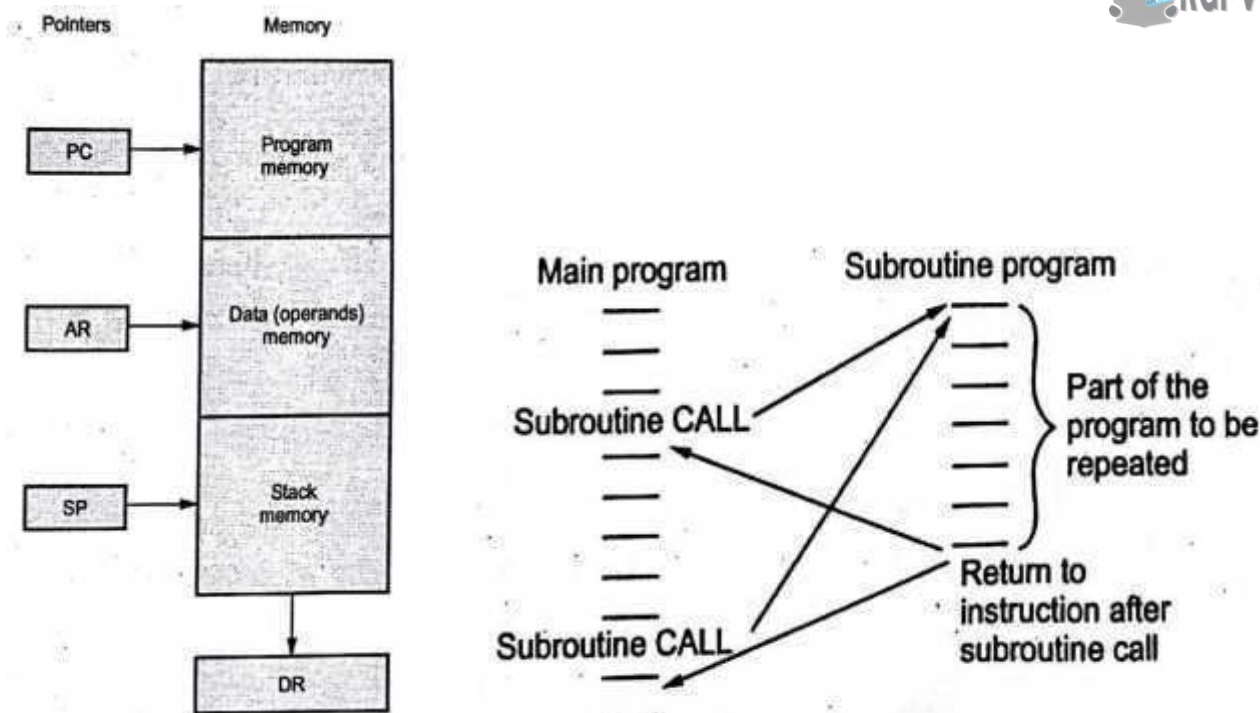 Pointers
Memory
PC
Program
memory
AR
Data (operands)
memory
SP
Stack
memory
DR
Main program
Subroutine CALL
Subroutine CALL
Subroutine program
Part of the
program to be
repeated
Return to
instruction after
subroutine call